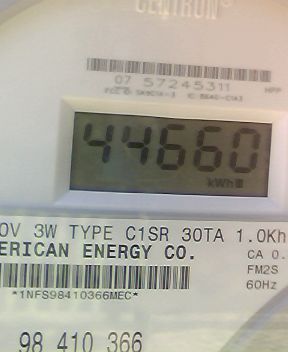 CENTRON®
07 57245311
44660
kWh
0V 3W TYPE C1SR 30TA 1.0Kh
ERICAN ENERGY CO.
CA 0.
FM2S
60Hz
*1NFS98410366MEC*
98 410 366